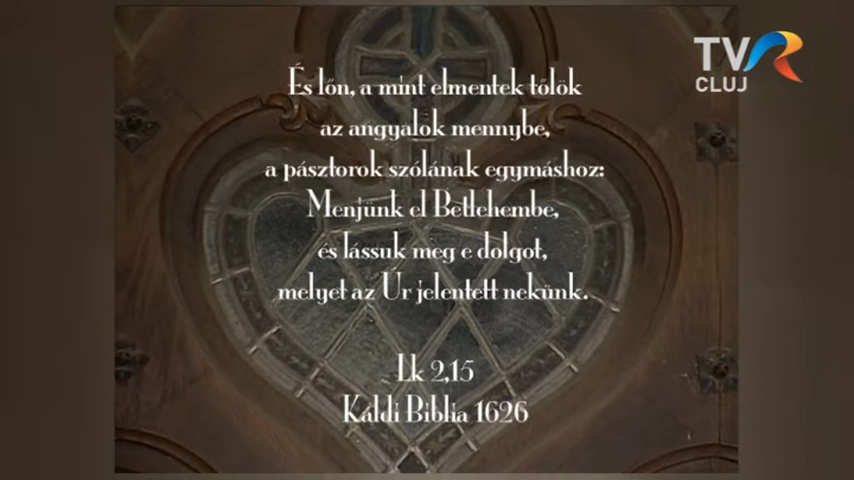 TVR
CLUJ
És lőn, a mint elmentek tőlök
az angyalok mennybe,
a pásztorok szólának egymáshoz:
Menjünk el Betlehembe,
és lássuk meg e dolgot,
melyet az Úr jelentett nekünk.
Lk 2,15
Káldi Biblia 1626